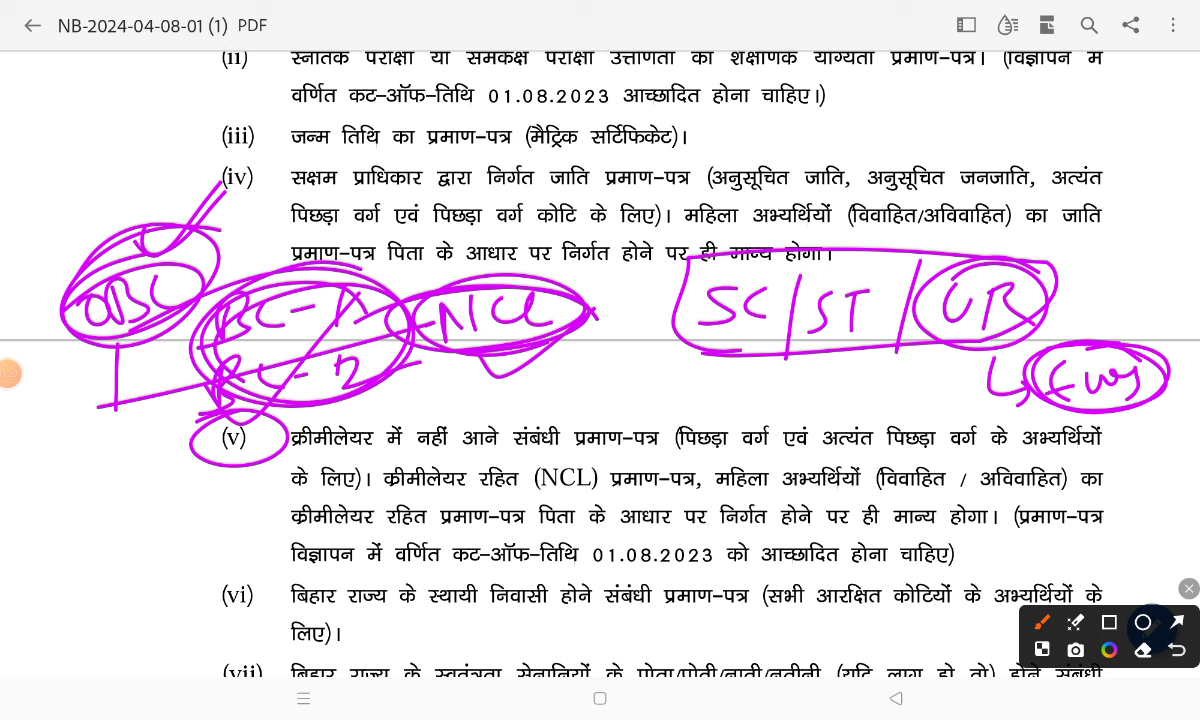 NB-2024-04-08-01 (1) PDF
(ii) स्नातक परीक्षा या समकक्ष परीक्षा उत्तीर्णता का शैक्षणिक योग्यता प्रमाण-पत्र। (विज्ञापन में
वर्णित कट-ऑफ-तिथि 01.08.2023 आच्छादित होना चाहिए।)
(iii) जन्म तिथि का प्रमाण-पत्र (मैट्रिक सर्टिफिकेट)।
(iv) सक्षम प्राधिकार द्वारा निर्गत जाति प्रमाण-पत्र (अनुसूचित जाति, अनुसूचित जनजाति, अत्यंत
पिछड़ा वर्ग एवं पिछड़ा वर्ग कोटि के लिए)। महिला अभ्यर्थियों (विवाहित/अविवाहित) का जाति
प्रमाण-पत्र पिता के आधार पर निर्गत होने पर ही मान्य होगा।
OBC BC-1 NCL SC/ST/UR
BC-2 EWS
(v) क्रीमीलेयर में नहीं आने संबंधी प्रमाण-पत्र (पिछड़ा वर्ग एवं अत्यंत पिछड़ा वर्ग के अभ्यर्थियों
के लिए)। क्रीमीलेयर रहित (NCL) प्रमाण-पत्र, महिला अभ्यर्थियों (विवाहित / अविवाहित) का
क्रीमीलेयर रहित प्रमाण-पत्र पिता के आधार पर निर्गत होने पर ही मान्य होगा। (प्रमाण-पत्र
विज्ञापन में वर्णित कट-ऑफ-तिथि 01.08.2023 को आच्छादित होना चाहिए)
(vi) बिहार राज्य के स्थायी निवासी होने संबंधी प्रमाण-पत्र (सभी आरक्षित कोटियों के अभ्यर्थियों के
लिए)।
(vii) बिहार राज्य के स्वतंत्रता सेनानियों के पोता/पोती/नाती/नतीनी (यदि लागू हो तो) होने संबंधी